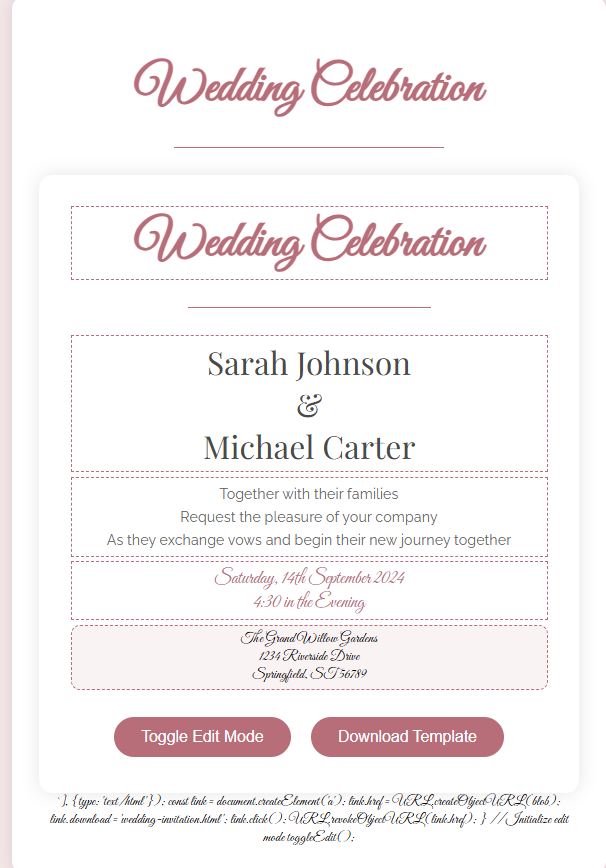 Wedding Celebration
Wedding Celebration
Sarah Johnson
&
Michael Carter
Together with their families
Request the pleasure of your company
As they exchange vows and begin their new journey together
Saturday, 14th September 2024
4:30 in the Evening
The Grand Willow Gardens
1234 Riverside Drive
Springfield, ST 56789
Toggle Edit Mode
Download Template
`], { type: 'text/html' }); const link = document.createElement('a'); link.href = URL.createObjectURL(blob);
link.download = 'wedding-invitation.html'; link.click(); URL.revokeObjectURL(link.href); } // Initialize edit
mode toggleEdit();